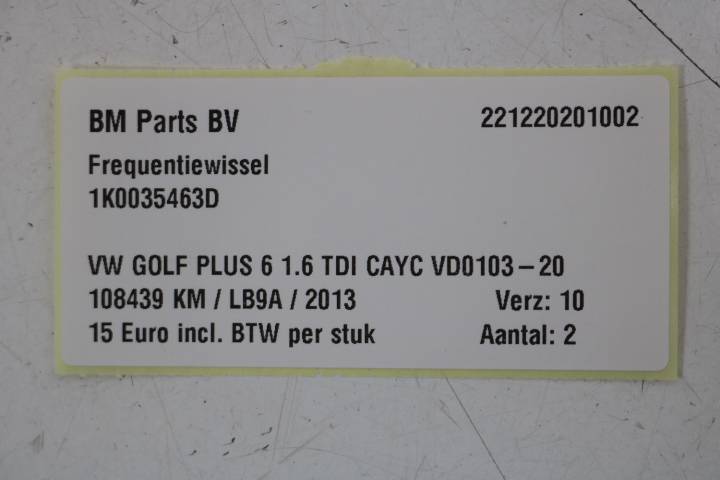 BM Parts BV 221220201002
Frequentiewissel
1K0035463D
VW GOLF PLUS 6 1.6 TDI CAYC VD0103-20
108439 KM / LB9A / 2013 Verz: 10
15 Euro incl. BTW per stuk Aantal: 2